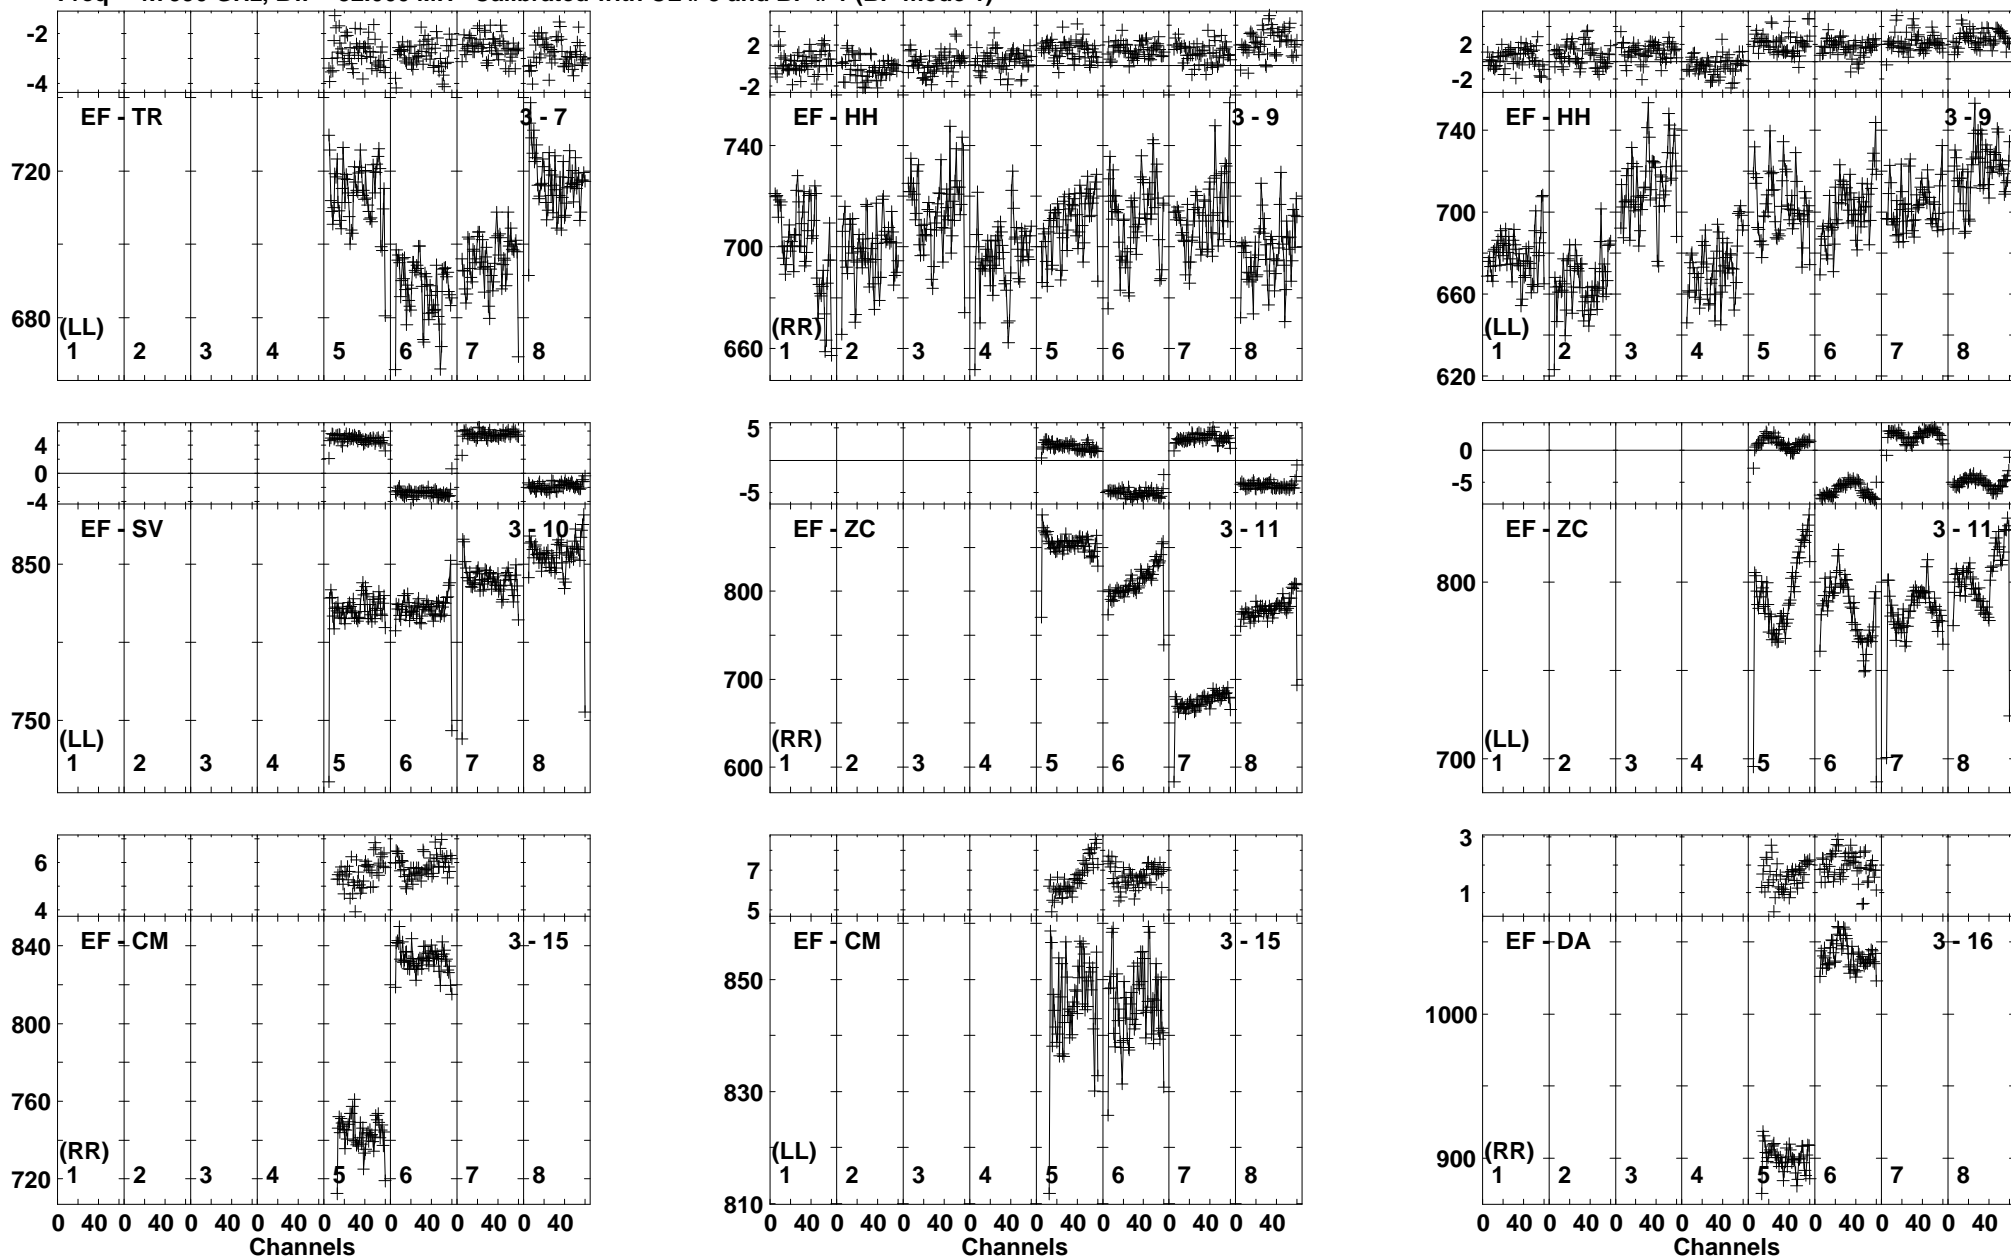 -2
-4
EF - TR 3 - 7
720
680
(LL)
1 2 3 4 5 6 7 8
2
-2
EF - HH 3 - 9
740
700
660
(RR)
1 2 3 4 5 6 7 8
2
-2
EF - HH 3 - 9
740
700
660
620
(LL)
1 2 3 4 5 6 7 8
4
0
-4
EF - SV 3 - 10
850
750
(LL)
1 2 3 4 5 6 7 8
5
-5
EF - ZC 3 - 11
800
700
600
(RR)
1 2 3 4 5 6 7 8
0
-5
EF - ZC 3 - 11
800
700
(LL)
1 2 3 4 5 6 7 8
6
4
EF - CM 3 - 15
840
800
760
720
(RR)
1 2 3 4 5 6 7 8
0 40 0 40 0 40 0 40 0 40 0 40 0 40 0 40
Channels
7
5
EF - CM 3 - 15
850
830
810
(LL)
1 2 3 4 5 6 7 8
0 40 0 40 0 40 0 40 0 40 0 40 0 40 0 40
Channels
3
1
EF - DA 3 - 16
1000
900
(RR)
1 2 3 4 5 6 7 8
0 40 0 40 0 40 0 40 0 40 0 40 0 40 0 40
Channels